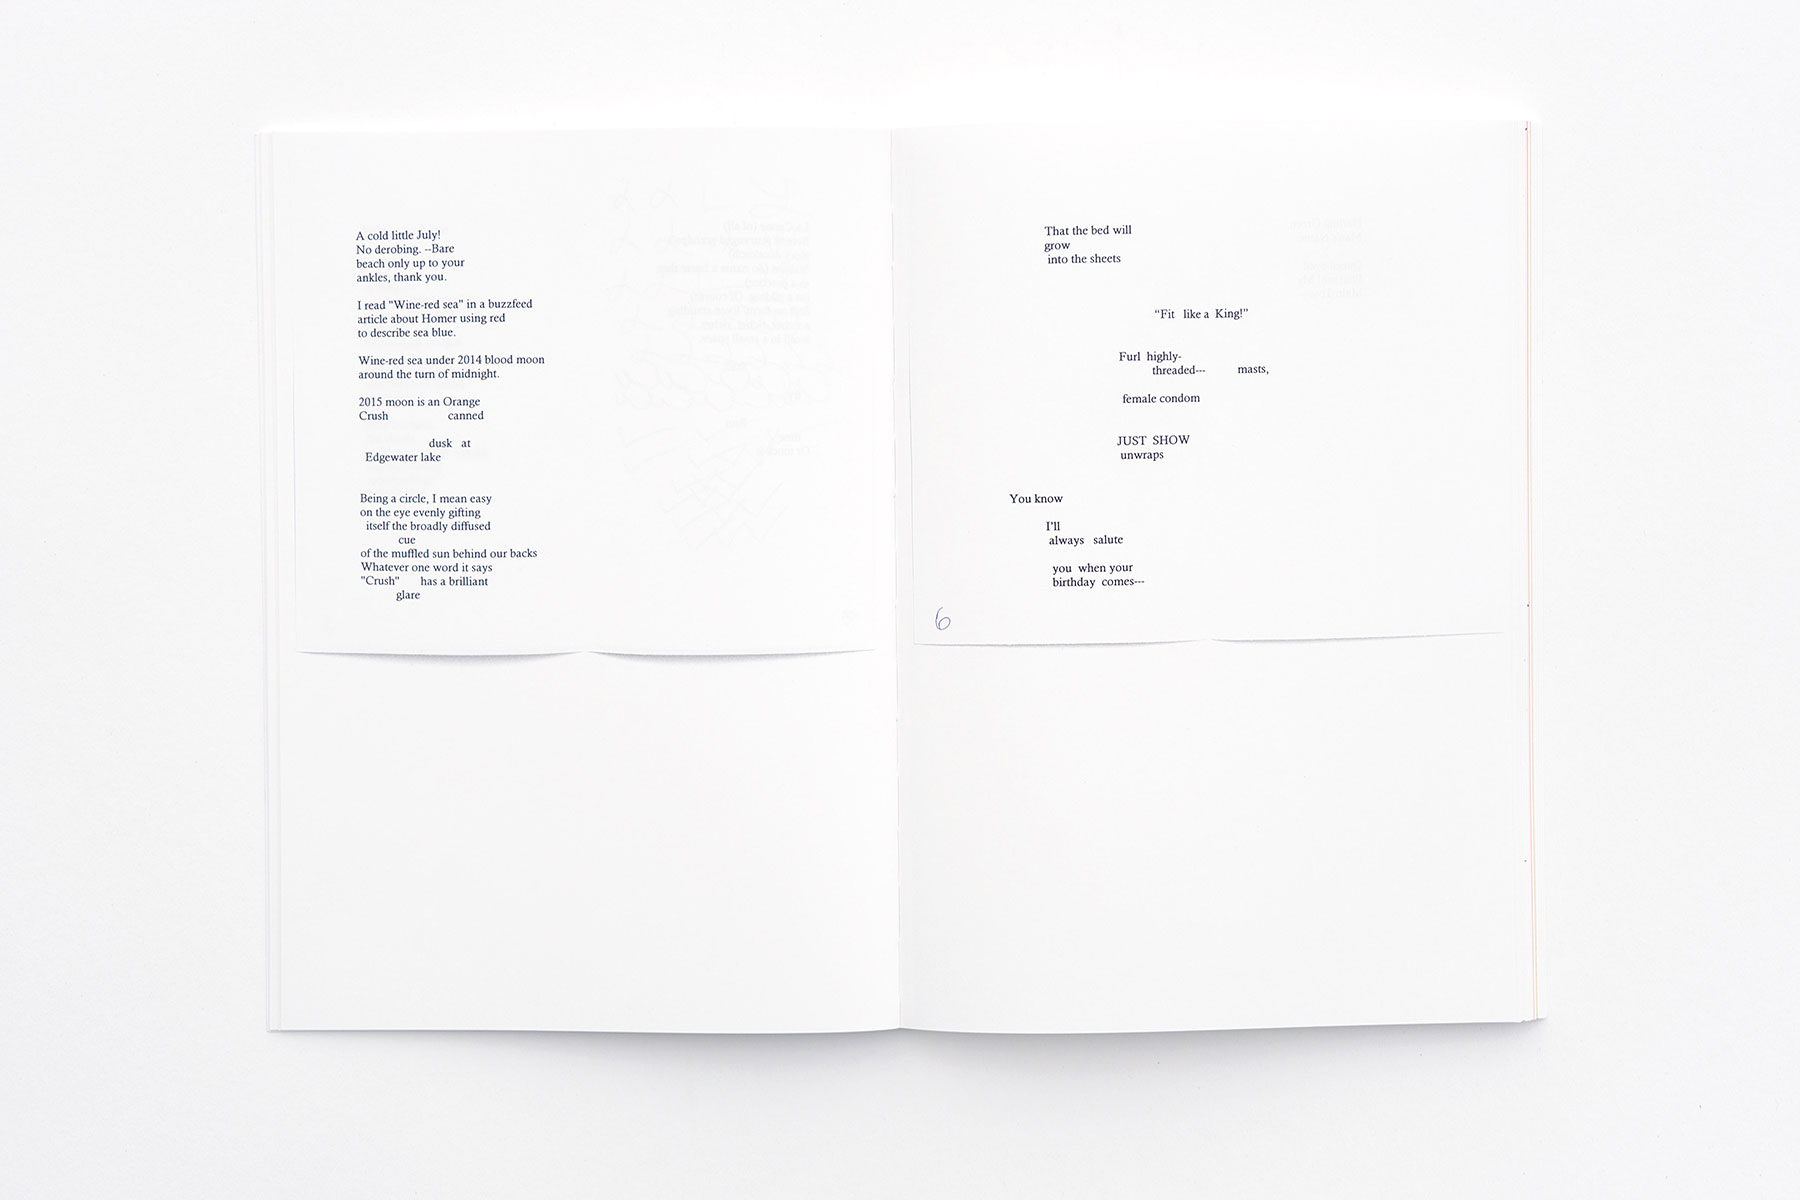 A cold little July!
No derobing. --Bare
beach only up to your
ankles, thank you.
I read "Wine-red sea" in a buzzfeed
article about Homer using red
to describe sea blue.
Wine-red sea under 2014 blood moon
around the turn of midnight.
2015 moon is an Orange
Crush canned
dusk at
Edgewater lake
Being a circle, I mean easy
on the eye evenly gifting
itself the broadly diffused
cue
of the muffled sun behind our backs
Whatever one word it says
"Crush" has a brilliant
glare
That the bed will
grow
into the sheets
“Fit like a King!”
Furl highly-
threaded--- masts,
female condom
JUST SHOW
unwraps
You know
I'll
always salute
you when your
birthday comes---
6